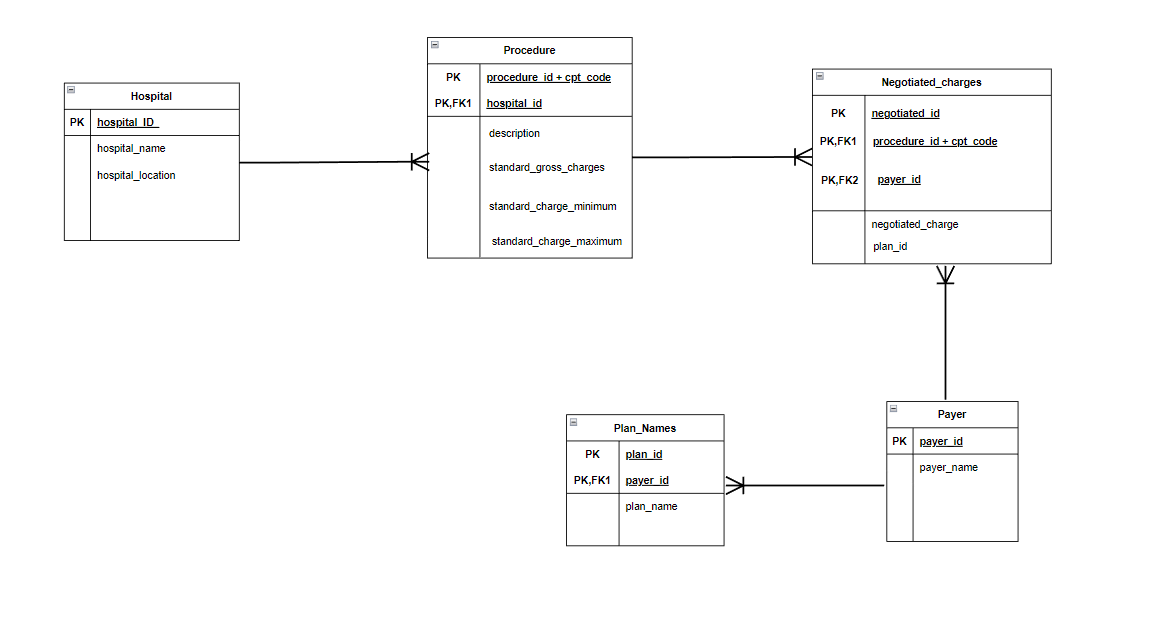 Hospital
PK hospital_ID_
hospital_name
hospital_location
Procedure
PK procedure_id + cpt_code
PK,FK1 hospital_id
description
standard_gross_charges
standard_charge_minimum
standard_charge_maximum
Negotiated_charges
PK negotiated_id
PK,FK1 procedure_id + cpt_code
PK,FK2 payer_id
negotiated_charge
plan_id
Plan_Names
PK plan_id
PK,FK1 payer_id
plan_name
Payer
PK payer_id
payer_name